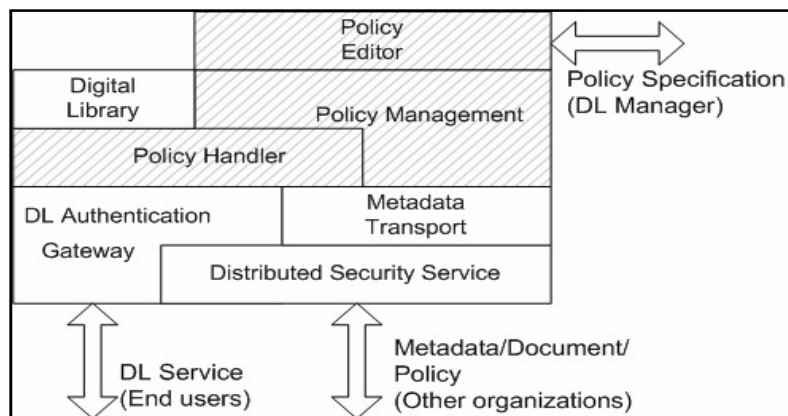 Policy
Editor
Policy Specification
(DL Manager)
Digital
Library
Policy Management
Policy Handler
DL Authentication
Gateway
Metadata
Transport
Distributed Security Service
DL Service
(End users)
Metadata/Document/
Policy
(Other organizations)